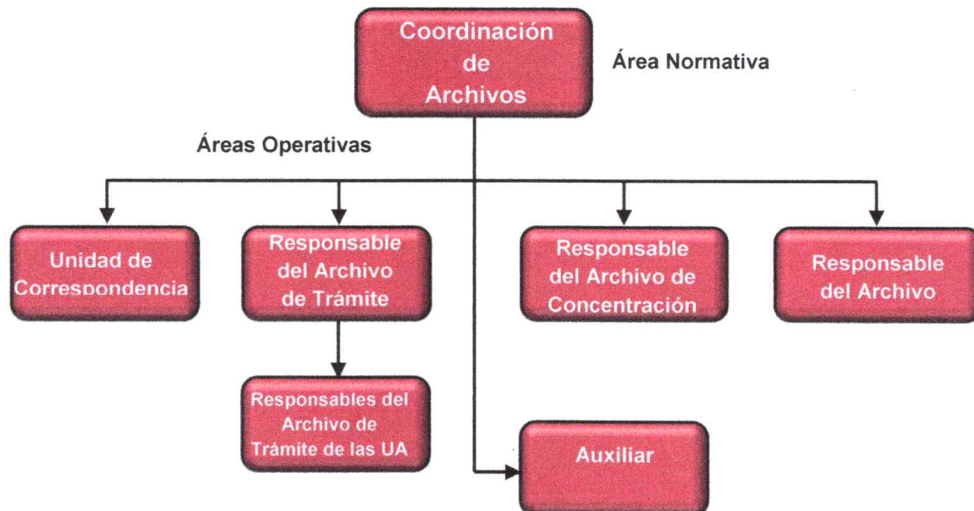 Coordinación
de
Archivos
Área Normativa
Áreas Operativas
Unidad de
Correspondencia
Responsable
del Archivo
de Trámite
Responsable
del Archivo de
Concentración
Responsable
del Archivo
Responsables del
Archivo de
Trámite de las UA
Auxiliar